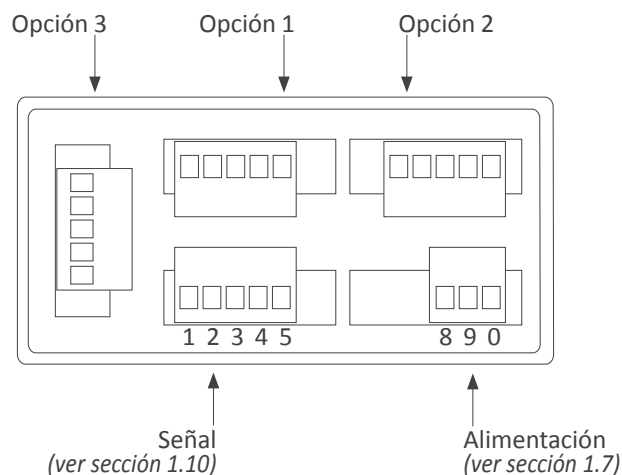 Opción 3
Opción 1
Opción 2
1 2 3 4 5
8 9 0
Señal
(ver sección 1.10)
Alimentación
(ver sección 1.7)